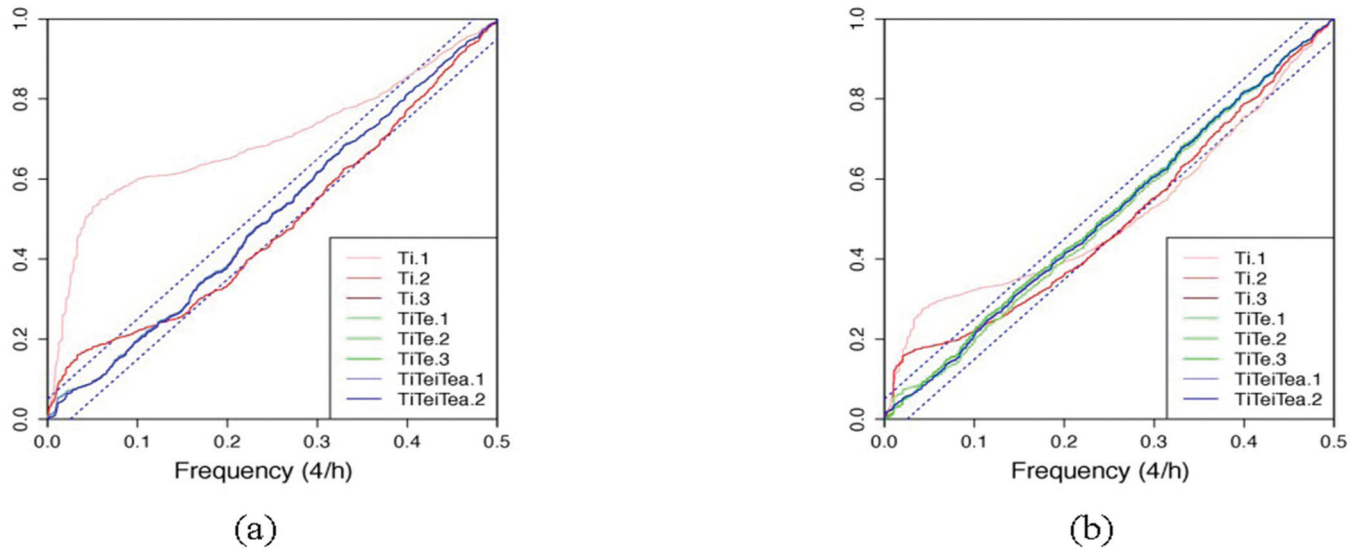 1.0
0.8
0.6
0.4
0.2
0.0
Ti.1
Ti.2
Ti.3
TiTe.1
TiTe.2
TiTe.3
TiTeiTea.1
TiTeiTea.2
0.0 0.1 0.2 0.3 0.4 0.5
Frequency (4/h)
(a)
1.0
0.8
0.6
0.4
0.2
0.0
Ti.1
Ti.2
Ti.3
TiTe.1
TiTe.2
TiTe.3
TiTeiTea.1
TiTeiTea.2
0.0 0.1 0.2 0.3 0.4 0.5
Frequency (4/h)
(b)